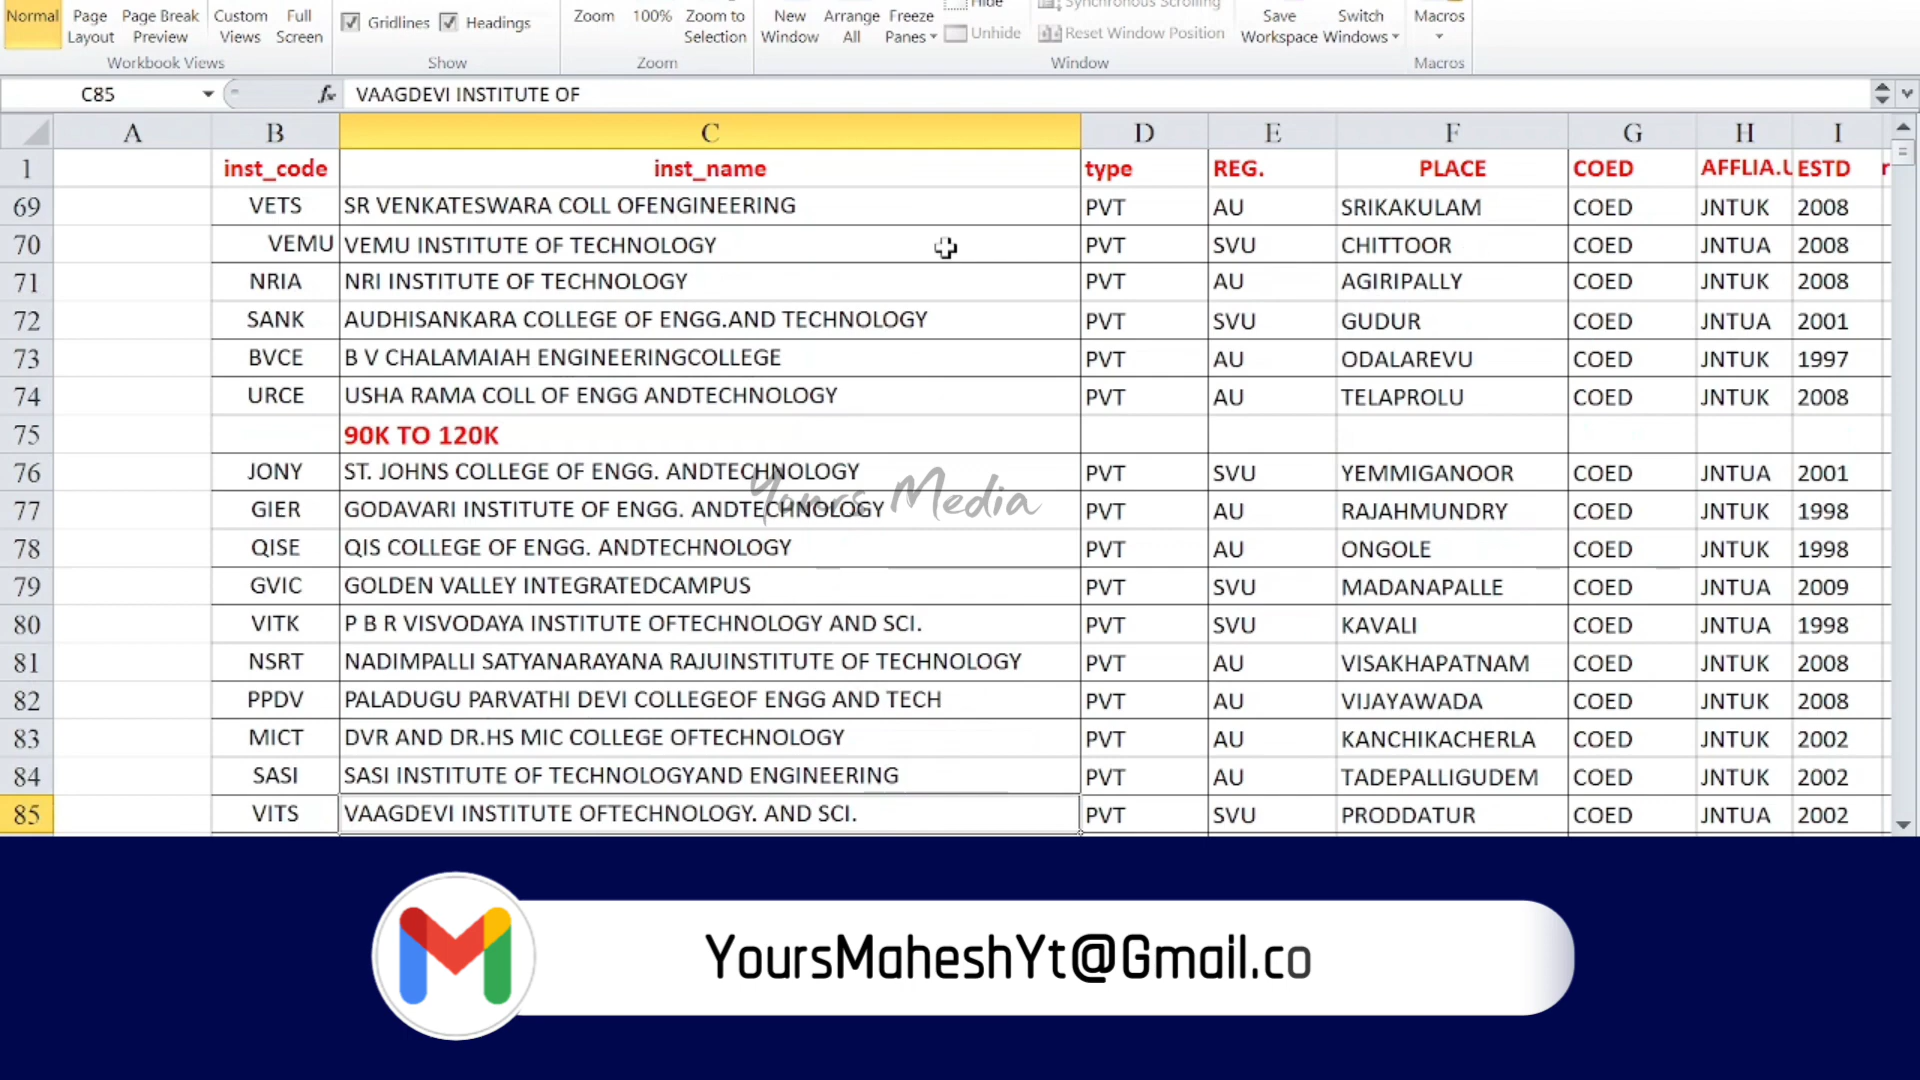 Normal Page Layout Page Break Preview Custom Views Full Screen Gridlines Headings Zoom 100% Zoom to Selection New Window Arrange All Freeze Panes Hide Unhide Synchronous Scrolling Reset Window Position Save Workspace Switch Windows Macros
Workbook Views Show Zoom Window Macros
C85 fx VAAGDEVI INSTITUTE OF
A B C D E F G H I
1 inst_code inst_name type REG. PLACE COED AFFLIA.U ESTD r
69 VETS SR VENKATESWARA COLL OFENGINEERING PVT AU SRIKAKULAM COED JNTUK 2008
70 VEMU VEMU INSTITUTE OF TECHNOLOGY PVT SVU CHITTOOR COED JNTUA 2008
71 NRIA NRI INSTITUTE OF TECHNOLOGY PVT AU AGIRIPALLY COED JNTUK 2008
72 SANK AUDHISANKARA COLLEGE OF ENGG.AND TECHNOLOGY PVT SVU GUDUR COED JNTUA 2001
73 BVCE B V CHALAMAIAH ENGINEERINGCOLLEGE PVT AU ODALAREVU COED JNTUK 1997
74 URCE USHA RAMA COLL OF ENGG ANDTECHNOLOGY PVT AU TELAPROLU COED JNTUK 2008
75 90K TO 120K
76 JONY ST. JOHNS COLLEGE OF ENGG. ANDTECHNOLOGY PVT SVU YEMMIGANOOR COED JNTUA 2001
Yours Media
77 GIER GODAVARI INSTITUTE OF ENGG. ANDTECHNOLOGY PVT AU RAJAHMUNDRY COED JNTUK 1998
78 QISE QIS COLLEGE OF ENGG. ANDTECHNOLOGY PVT AU ONGOLE COED JNTUK 1998
79 GVIC GOLDEN VALLEY INTEGRATEDCAMPUS PVT SVU MADANAPALLE COED JNTUA 2009
80 VITK P B R VISVODAYA INSTITUTE OFTECHNOLOGY AND SCI. PVT SVU KAVALI COED JNTUA 1998
81 NSRT NADIMPALLI SATYANARAYANA RAJUINSTITUTE OF TECHNOLOGY PVT AU VISAKHAPATNAM COED JNTUK 2008
82 PPDV PALADUGU PARVATHI DEVI COLLEGEOF ENGG AND TECH PVT AU VIJAYAWADA COED JNTUK 2008
83 MICT DVR AND DR.HS MIC COLLEGE OFTECHNOLOGY PVT AU KANCHIKACHERLA COED JNTUK 2002
84 SASI SASI INSTITUTE OF TECHNOLOGYAND ENGINEERING PVT AU TADEPALLIGUDEM COED JNTUK 2002
85 VITS VAAGDEVI INSTITUTE OFTECHNOLOGY. AND SCI. PVT SVU PRODDATUR COED JNTUA 2002
YoursMaheshYt@Gmail.co